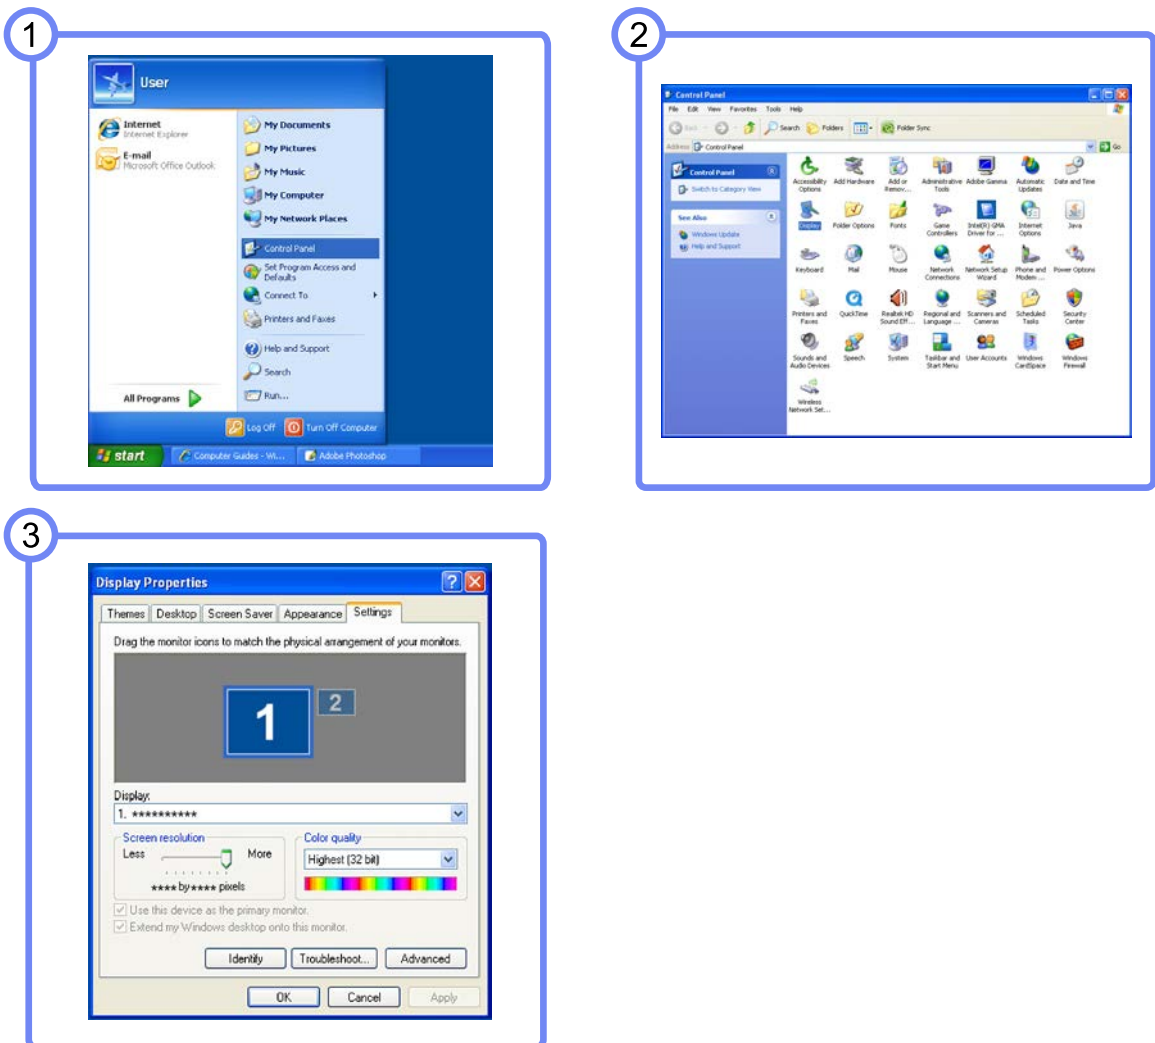 1
User
Internet
Internet Explorer
E-mail
Microsoft Office Outlook
All Programs
My Documents
My Pictures
My Music
My Computer
My Network Places
Control Panel
Set Program Access and
Defaults
Connect To
Printers and Faxes
Help and Support
Search
Run...
Log Off
Turn Off Computer
start
Computer Guides - Wi...
Adobe Photoshop
2
Control Panel
File Edit View Favorites Tools Help
Back
Search Folders Folder Sync
Address Control Panel Go
Control Panel
Switch to Category View
See Also
Windows Update
Help and Support
Accessibility
Options
Add Hardware
Add or
Remov...
Administrative
Tools
Adobe Gamma
Automatic
Updates
Date and Time
Display
Folder Options
Fonts
Game
Controllers
Intel(R) GMA
Driver for ...
Internet
Options
Java
Keyboard
Mail
Mouse
Network
Connections
Network Setup
Wizard
Phone and
Modem ...
Power Options
Printers and
Faxes
QuickTime
Realtek HD
Sound Eff...
Regional and
Language ...
Scanners and
Cameras
Scheduled
Tasks
Security
Center
Sounds and
Audio Devices
Speech
System
Taskbar and
Start Menu
User Accounts
Windows
CardSpace
Windows
Firewall
Wireless
Network Set...
3
Display Properties
Themes Desktop Screen Saver Appearance Settings
Drag the monitor icons to match the physical arrangement of your monitors.
1 2
Display:
1. **********
Screen resolution
Less More
**** by **** pixels
Color quality
Highest (32 bit)
Use this device as the primary monitor.
Extend my Windows desktop onto this monitor.
Identify Troubleshoot... Advanced
OK Cancel Apply